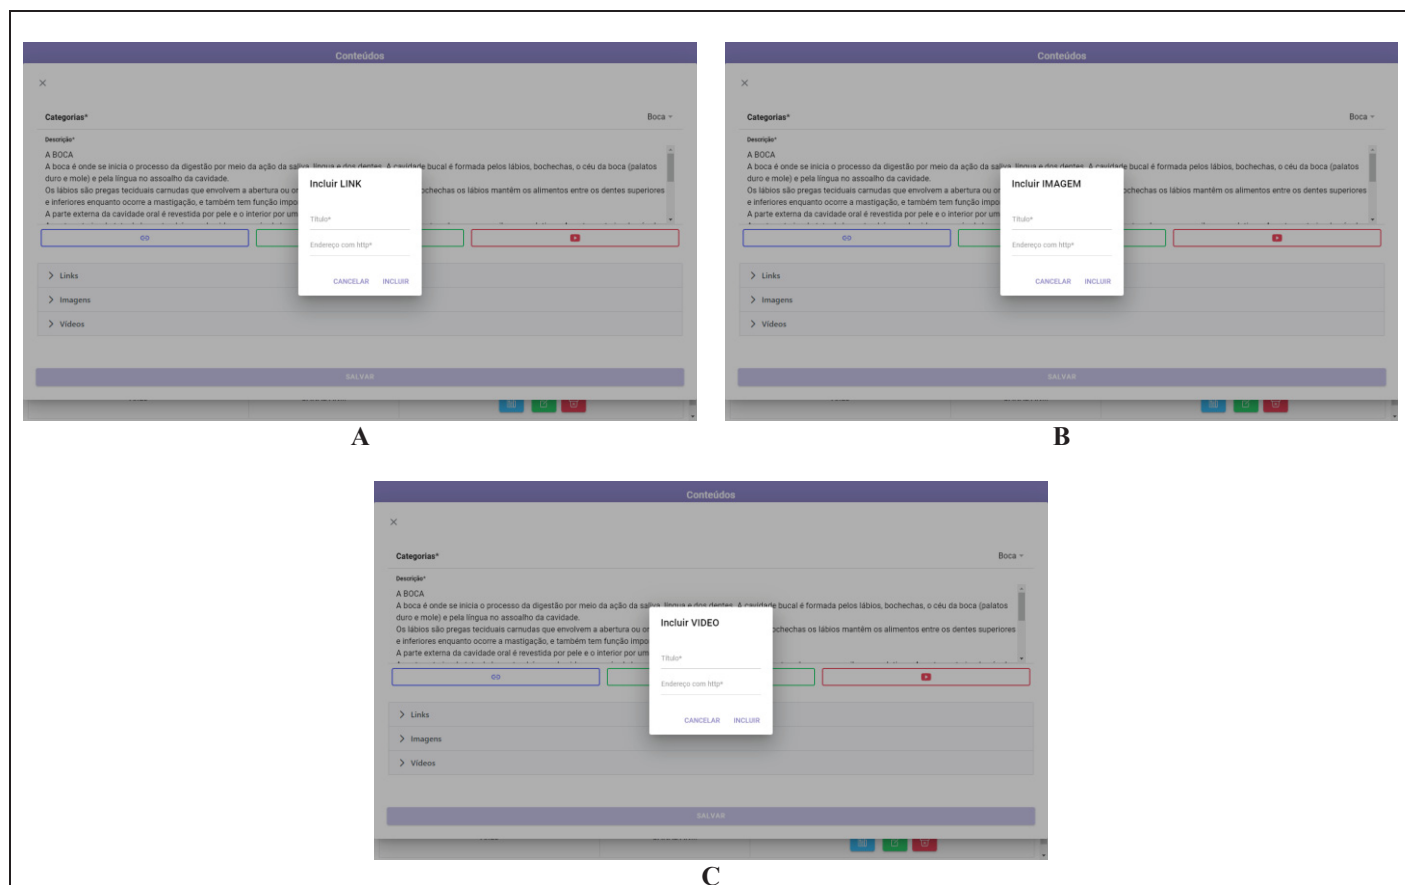 Conteúdos
Categorias*
Boca
Descrição*
A BOCA
A boca é onde se inicia o processo da digestão por meio da ação da saliva, língua e dos dentes. A cavidade bucal é formada pelos lábios, bochechas, o céu da boca (palatos
duro e mole) e pela língua no assoalho da cavidade.
Os lábios são pregas teciduais carnudas que envolvem a abertura ou or bochechas os lábios mantêm os alimentos entre os dentes superiores
e inferiores enquanto ocorre a mastigação, e também tem função impo
A parte externa da cavidade oral é revestida por pele e o interior por um
Incluir LINK
Título*
Endereço com http*
CANCELAR INCLUIR
Links
Imagens
Vídeos
SALVAR
A
Conteúdos
Categorias*
Boca
Descrição*
A BOCA
A boca é onde se inicia o processo da digestão por meio da ação da saliva, língua e dos dentes. A cavidade bucal é formada pelos lábios, bochechas, o céu da boca (palatos
duro e mole) e pela língua no assoalho da cavidade.
Os lábios são pregas teciduais carnudas que envolvem a abertura ou or bochechas os lábios mantêm os alimentos entre os dentes superiores
e inferiores enquanto ocorre a mastigação, e também tem função impo
A parte externa da cavidade oral é revestida por pele e o interior por um
Incluir IMAGEM
Título*
Endereço com http*
CANCELAR INCLUIR
Links
Imagens
Vídeos
SALVAR
B
Conteúdos
Categorias*
Boca
Descrição*
A BOCA
A boca é onde se inicia o processo da digestão por meio da ação da saliva, língua e dos dentes. A cavidade bucal é formada pelos lábios, bochechas, o céu da boca (palatos
duro e mole) e pela língua no assoalho da cavidade.
Os lábios são pregas teciduais carnudas que envolvem a abertura ou or bochechas os lábios mantêm os alimentos entre os dentes superiores
e inferiores enquanto ocorre a mastigação, e também tem função impo
A parte externa da cavidade oral é revestida por pele e o interior por um
Incluir VIDEO
Título*
Endereço com http*
CANCELAR INCLUIR
Links
Imagens
Vídeos
SALVAR
C